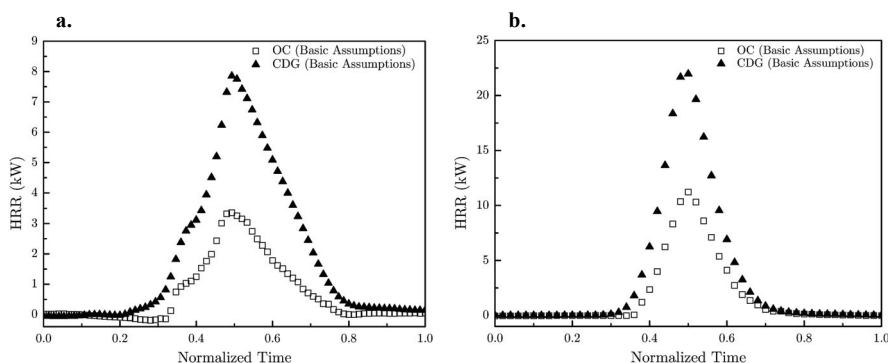 a.
9
8
7
6
5
4
3
2
1
0
HRR (kW)
□ OC (Basic Assumptions)
▲ CDG (Basic Assumptions)
0.0 0.2 0.4 0.6 0.8 1.0
Normalized Time
b.
25
20
15
10
5
0
HRR (kW)
□ OC (Basic Assumptions)
▲ CDG (Basic Assumptions)
0.0 0.2 0.4 0.6 0.8 1.0
Normalized Time